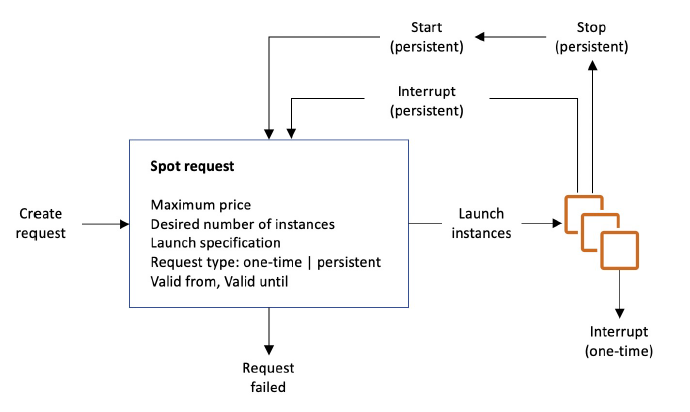 Start
(persistent)
Stop
(persistent)
Interrupt
(persistent)
Spot request
Maximum price
Desired number of instances
Launch specification
Request type: one-time | persistent
Valid from, Valid until
Create
request
Launch
instances
Interrupt
(one-time)
Request
failed